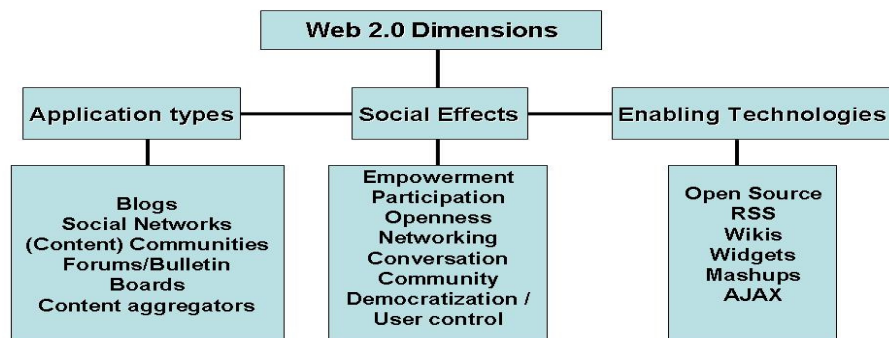 Web 2.0 Dimensions
Application types
Social Effects
Enabling Technologies
Blogs
Social Networks
(Content) Communities
Forums/Bulletin
Boards
Content aggregators
Empowerment
Participation
Openness
Networking
Conversation
Community
Democratization /
User control
Open Source
RSS
Wikis
Widgets
Mashups
AJAX